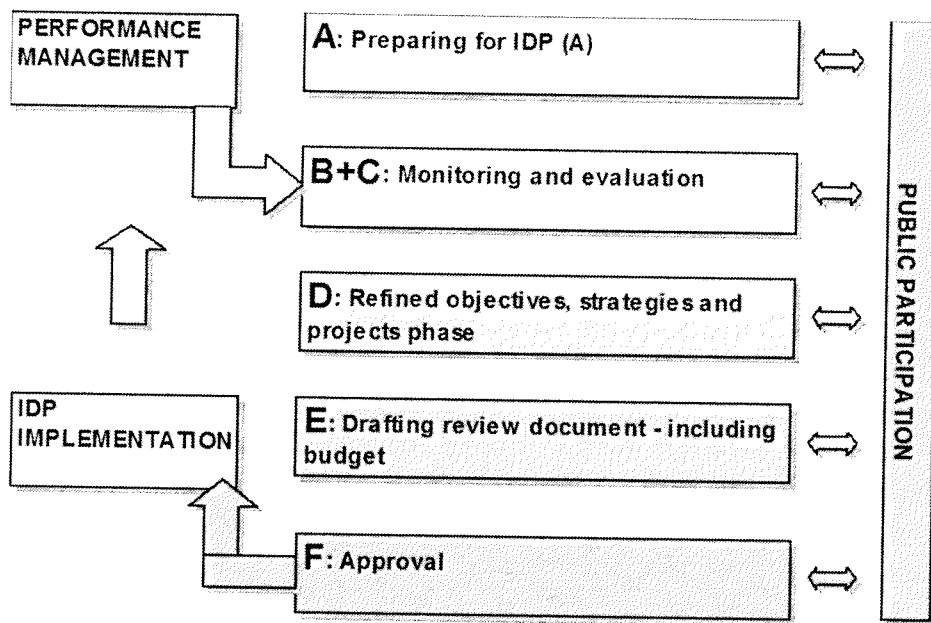 PERFORMANCE
MANAGEMENT
A: Preparing for IDP (A)
B+C: Monitoring and evaluation
D: Refined objectives, strategies and
projects phase
IDP
IMPLEMENTATION
E: Drafting review document - including
budget
F: Approval
PUBLIC PARTICIPATION